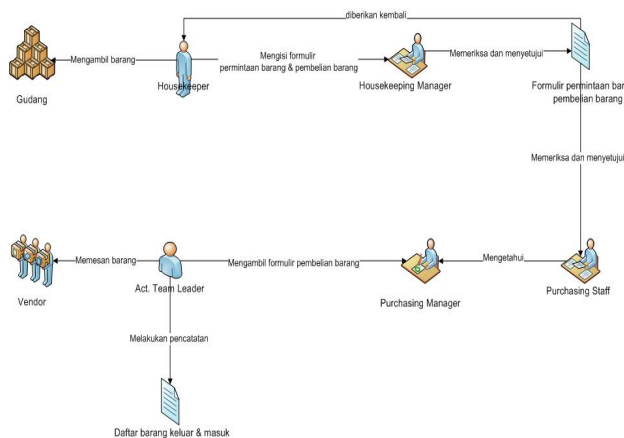 diberikan kembali
Mengambil barang
Mengisi formulir
permintaan barang & pembelian barang
Memeriksa dan menyetujui
Gudang
Housekeeper
Housekeeping Manager
Formulir permintaan bar
pembelian barang
Memeriksa dan menyetujui
Memesan barang
Mengambil formulir pembelian barang
Mengetahui
Vendor
Act. Team Leader
Purchasing Manager
Purchasing Staff
Melakukan pencatatan
Daftar barang keluar & masuk